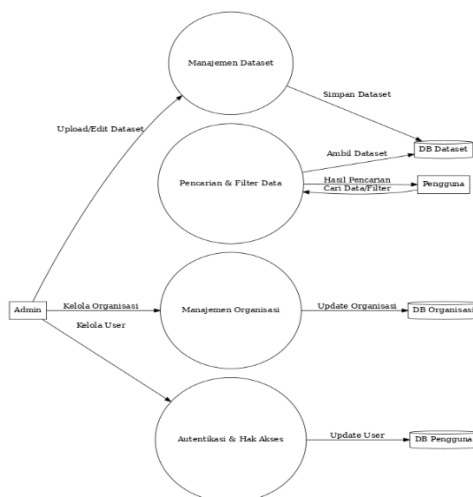 Manajemen Dataset
Simpan Dataset
Upload/Edit Dataset
DB Dataset
Ambil Dataset
Pencarian & Filter Data
Hasil Pencarian
Cari Data/Filter
Pengguna
Admin
Kelola Organisasi
Manajemen Organisasi
Update Organisasi
DB Organisasi
Kelola User
Autentikasi & Hak Akses
Update User
DB Pengguna